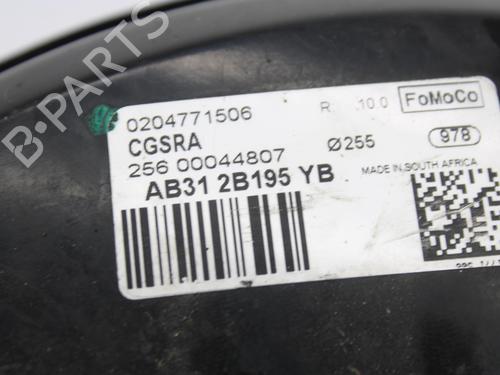 0204771506 R 10.0 FoMoCo
CGSRA
256 00044807 Ø255 978
AB31 2B195 YB MADE IN SOUTH AFRICA
B-PARTS